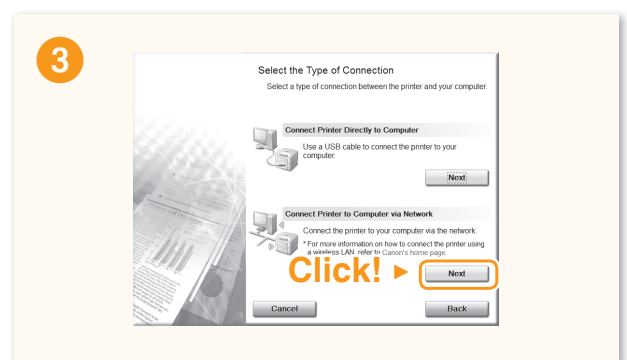 3
Select the Type of Connection
Select a type of connection between the printer and your computer.
Connect Printer Directly to Computer
Use a USB cable to connect the printer to your
computer.
Next
Connect Printer to Computer via Network
Connect the printer to your computer via the network.
* For more information on how to connect the printer using
a wireless LAN, refer to Canon's home page.
Click! ► Next
Cancel Back